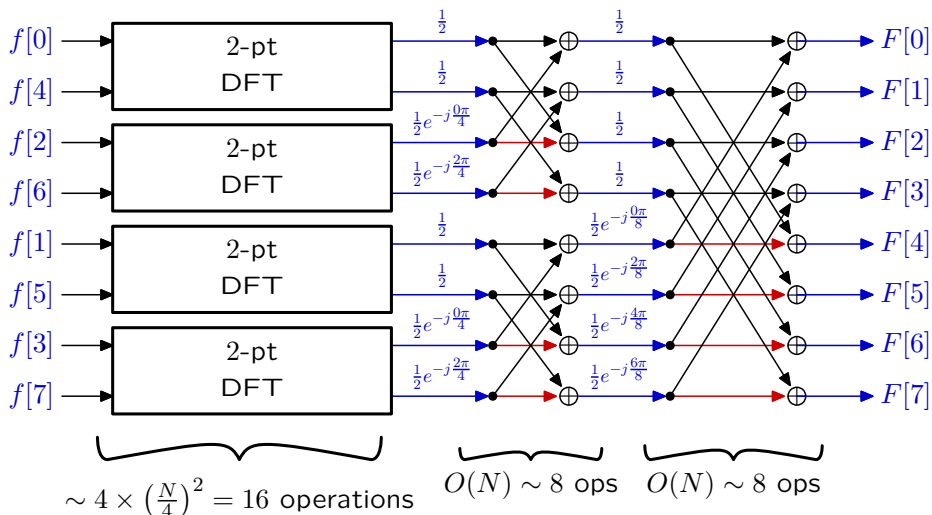 f[0] 2-pt DFT 1/2 ⊕ 1/2 ⊕ F[0]
f[4] 1/2 ⊕ 1/2 ⊕ F[1]
f[2] 2-pt DFT 1/2 e^{-j 0π/4} ⊕ 1/2 ⊕ F[2]
f[6] 1/2 e^{-j 2π/4} ⊕ 1/2 ⊕ F[3]
f[1] 2-pt DFT 1/2 ⊕ 1/2 e^{-j 0π/8} ⊕ F[4]
f[5] 1/2 ⊕ 1/2 e^{-j 2π/8} ⊕ F[5]
f[3] 2-pt DFT 1/2 e^{-j 0π/4} ⊕ 1/2 e^{-j 4π/8} ⊕ F[6]
f[7] 1/2 e^{-j 2π/4} ⊕ 1/2 e^{-j 6π/8} ⊕ F[7]
∼ 4 × (N/4)^2 = 16 operations O(N) ∼ 8 ops O(N) ∼ 8 ops